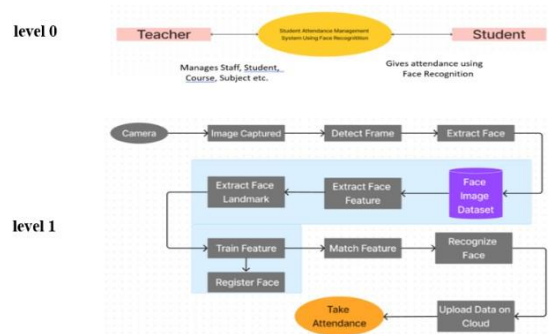 level 0
Teacher
Student Attendance Management
System Using Face Recognition
Student
Manages Staff, Student,
Course, Subject etc.
Gives attendance using
Face Recognition
level 1
Camera
Image Captured
Detect Frame
Extract Face
Extract Face
Landmark
Extract Face
Feature
Face
Image
Dataset
Train Feature
Match Feature
Recognize
Face
Register Face
Take
Attendance
Upload Data on
Cloud